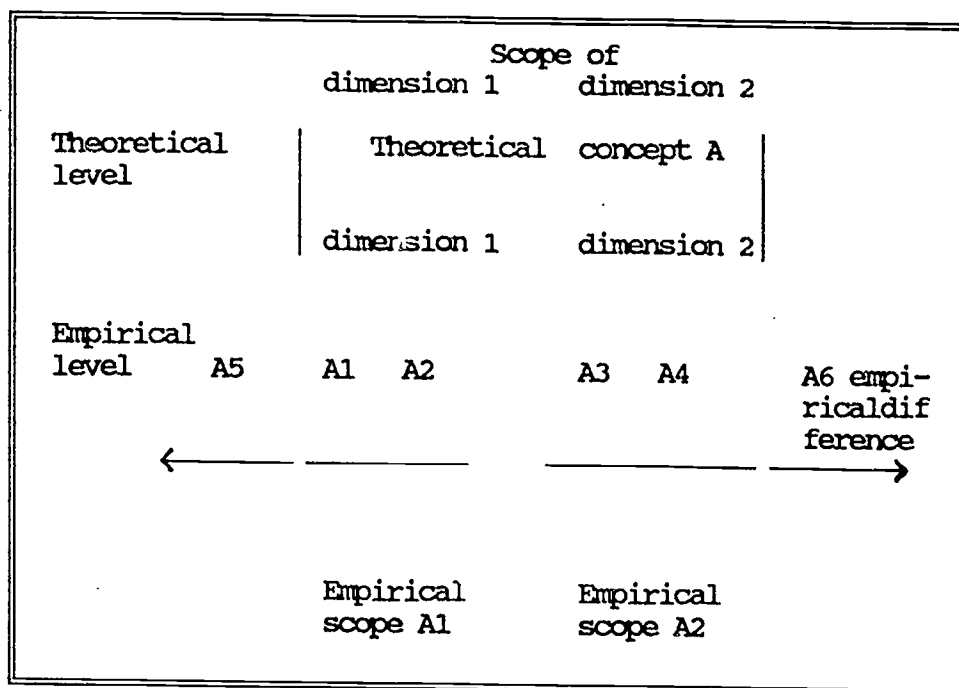 Scope of
dimension 1 dimension 2
Theoretical Theoretical concept A
level
dimension 1 dimension 2
Empirical
level A5 A1 A2 A3 A4 A6 empi-
ricaldif
ference
Empirical Empirical
scope A1 scope A2